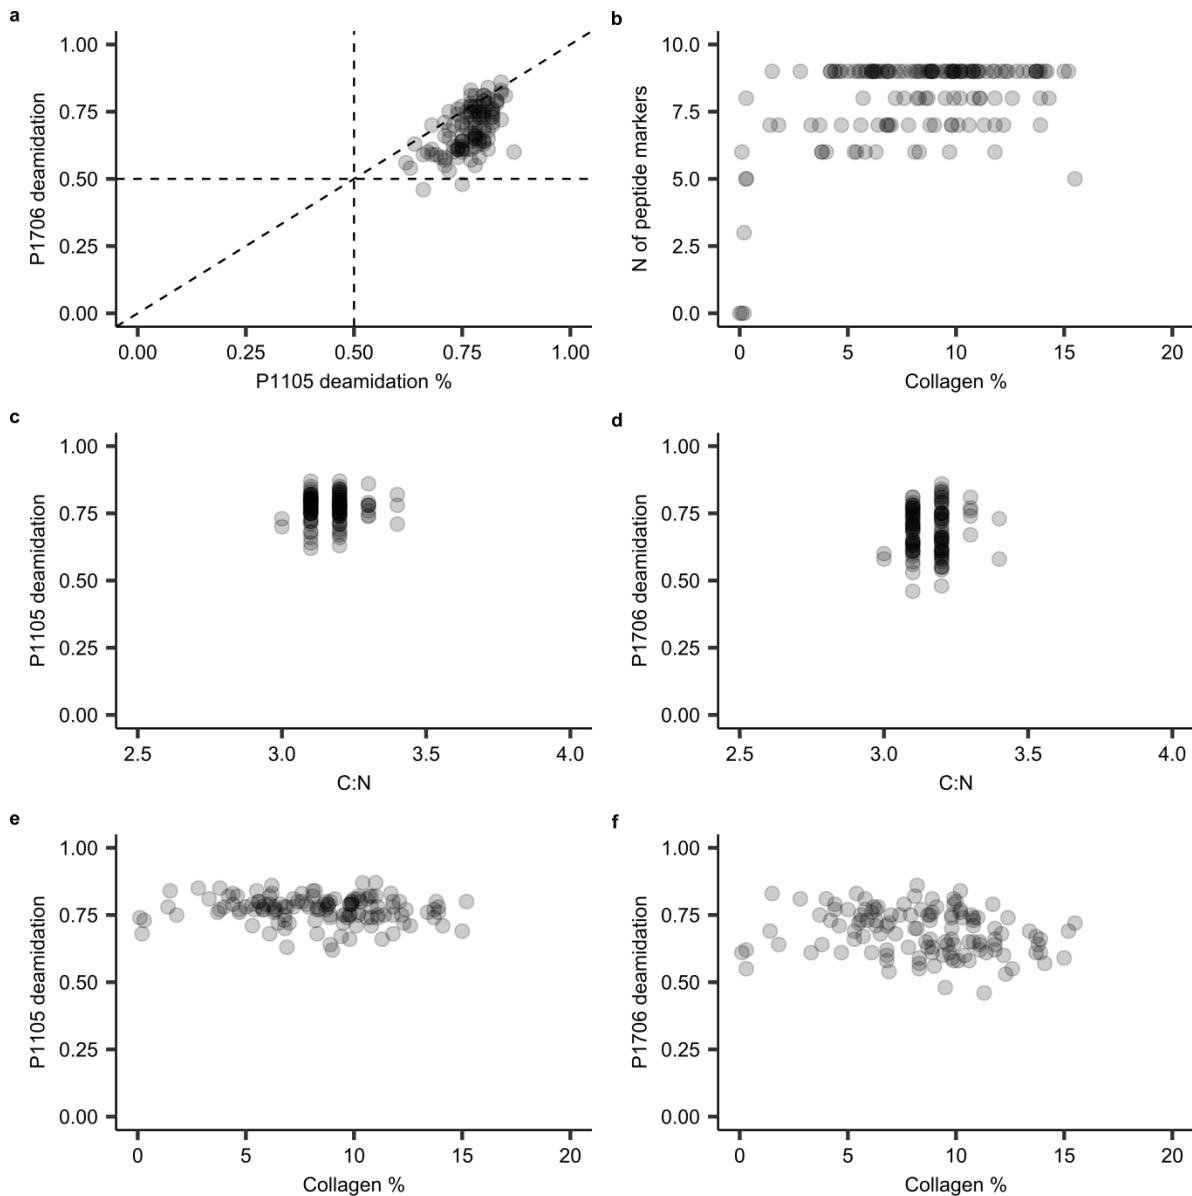 a
1.00
0.75
0.50
0.25
0.00
P1706 deamidation
0.00 0.25 0.50 0.75 1.00
P1105 deamidation %
b
10.0
7.5
5.0
2.5
0.0
N of peptide markers
0 5 10 15 20
Collagen %
c
1.00
0.75
0.50
0.25
0.00
P1105 deamidation
2.5 3.0 3.5 4.0
C:N
d
1.00
0.75
0.50
0.25
0.00
P1706 deamidation
2.5 3.0 3.5 4.0
C:N
e
1.00
0.75
0.50
0.25
0.00
P1105 deamidation
0 5 10 15 20
Collagen %
f
1.00
0.75
0.50
0.25
0.00
P1706 deamidation
0 5 10 15 20
Collagen %